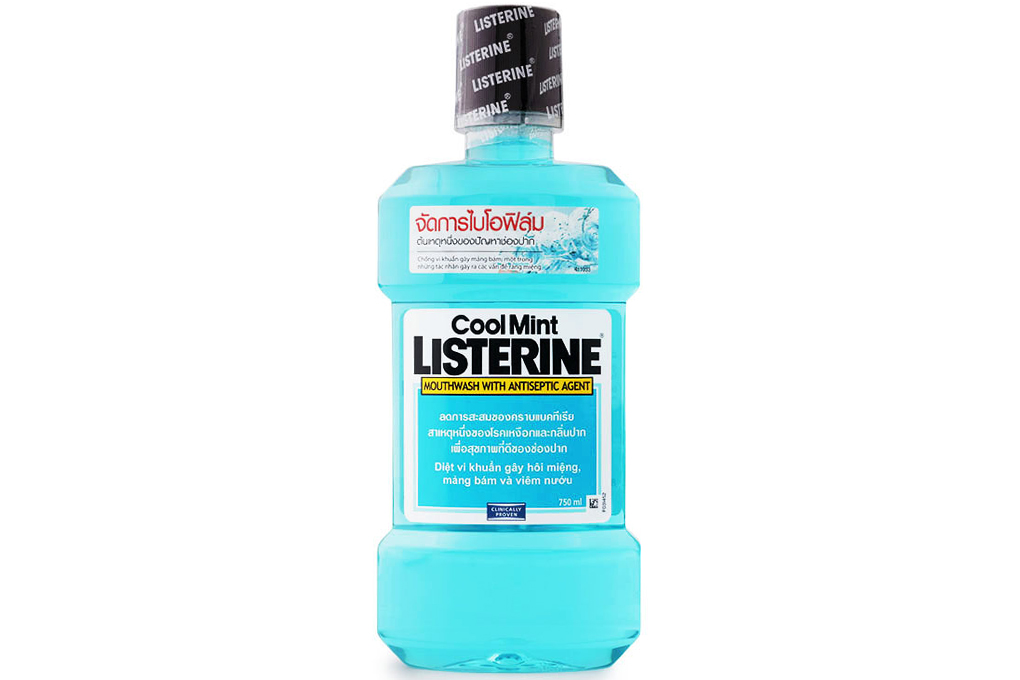 LISTERINE
LISTERINE®
LISTERINE®
LISTERINE
LISTERINE®
จัดการไบโอฟิล์ม
ต้นเหตุหนึ่งของปัญหาช่องปาก
Chống vi khuẩn gây mảng bám, một trong
những tác nhân gây ra các vấn đề răng miệng
Cool Mint
LISTERINE®
MOUTHWASH WITH ANTISEPTIC AGENT
ลดการสะสมของคราบแบคทีเรีย
สาเหตุหนึ่งของโรคเหงือกและกลิ่นปาก
เพื่อสุขภาพที่ดีของช่องปาก
Diệt vi khuẩn gây hôi miệng,
mảng bám và viêm nướu
750 ml
CLINICALLY
PROVEN